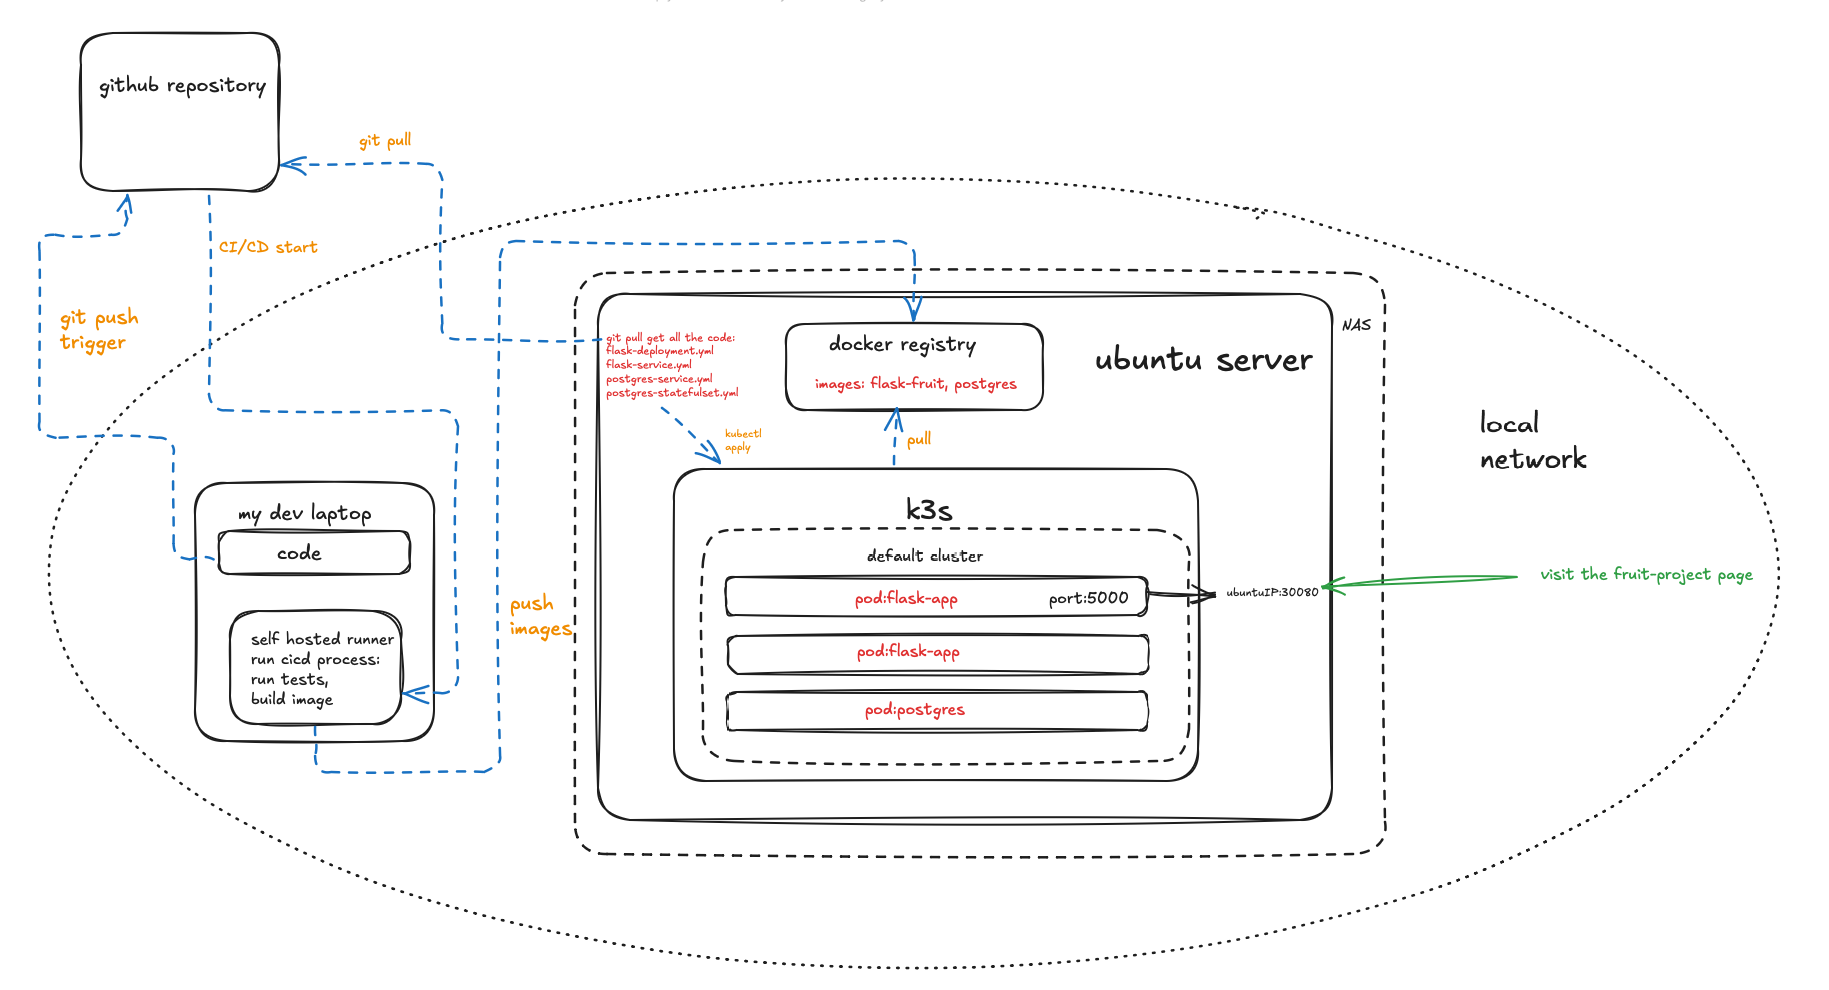 github repository
git pull
CI/CD start
git push
trigger
NAS
ubuntu server
git pull get all the code:
flask-deployment.yml
flask-service.yml
postgres-service.yml
postgres-statefulset.yml
docker registry
images: flask-fruit, postgres
kubectl
apply
pull
local
network
k3s
my dev laptop
code
default cluster
pod:flask-app
port:5000
ubuntuIP:30080
visit the fruit-project page
push
images
self hosted runner
run cicd process:
run tests,
build image
pod:flask-app
pod:postgres